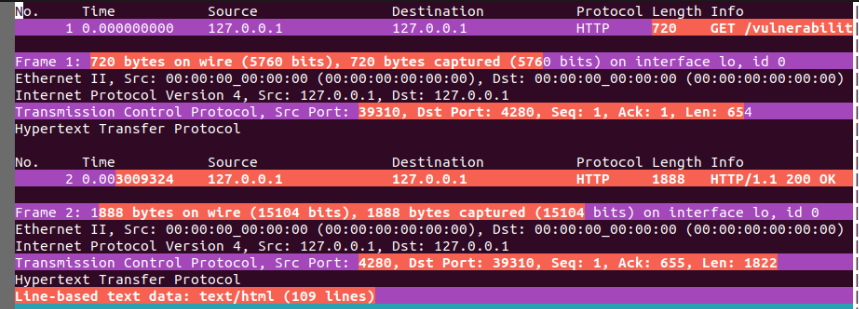 No.     Time           Source                Destination           Protocol Length Info
      1 0.000000000    127.0.0.1             127.0.0.1             HTTP     720    GET /vulnerabilit
Frame 1: 720 bytes on wire (5760 bits), 720 bytes captured (5760 bits) on interface lo, id 0
Ethernet II, Src: 00:00:00_00:00:00 (00:00:00:00:00:00), Dst: 00:00:00_00:00:00 (00:00:00:00:00:00)
Internet Protocol Version 4, Src: 127.0.0.1, Dst: 127.0.0.1
Transmission Control Protocol, Src Port: 39310, Dst Port: 4280, Seq: 1, Ack: 1, Len: 654
Hypertext Transfer Protocol
No.     Time           Source                Destination           Protocol Length Info
      2 0.003009324    127.0.0.1             127.0.0.1             HTTP     1888   HTTP/1.1 200 OK
Frame 2: 1888 bytes on wire (15104 bits), 1888 bytes captured (15104 bits) on interface lo, id 0
Ethernet II, Src: 00:00:00_00:00:00 (00:00:00:00:00:00), Dst: 00:00:00_00:00:00 (00:00:00:00:00:00)
Internet Protocol Version 4, Src: 127.0.0.1, Dst: 127.0.0.1
Transmission Control Protocol, Src Port: 4280, Dst Port: 39310, Seq: 1, Ack: 655, Len: 1822
Hypertext Transfer Protocol
Line-based text data: text/html (109 lines)